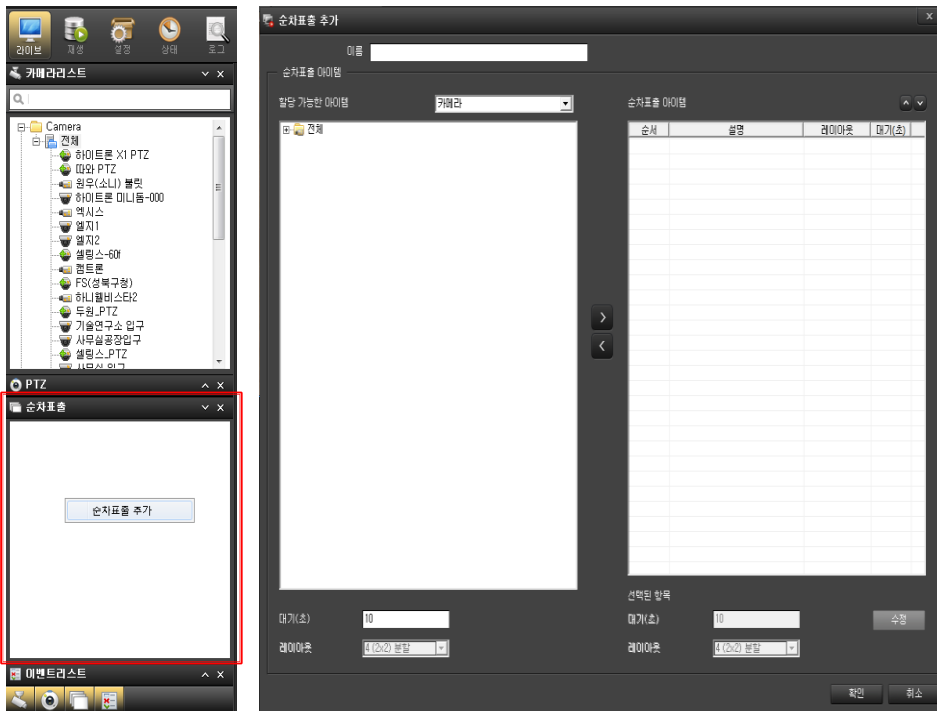 라이브 재생 설정 상태 로그
카메라리스트
Camera
전체
하이트론 X1 PTZ
따와 PTZ
원우(소니) 불릿
하이트론 미니돔-000
엑시스
엘지1
엘지2
셀링스-60f
컴트론
FS(성북구청)
하니웰비스타2
두원_PTZ
기술연구소 입구
사무실공장입구
셀링스_PTZ
사무실 입구
PTZ
순차표출
순차표출 추가
이벤트리스트
순차표출 추가
이름
순차표출 아이템
할당 가능한 아이템 카메라
전체
대기(초) 10
레이아웃 4 (2x2) 분할
순차표출 아이템
순서 설명 레이아웃 대기(초)
선택된 항목
대기(초) 10 수정
레이아웃 4 (2x2) 분할
확인 취소